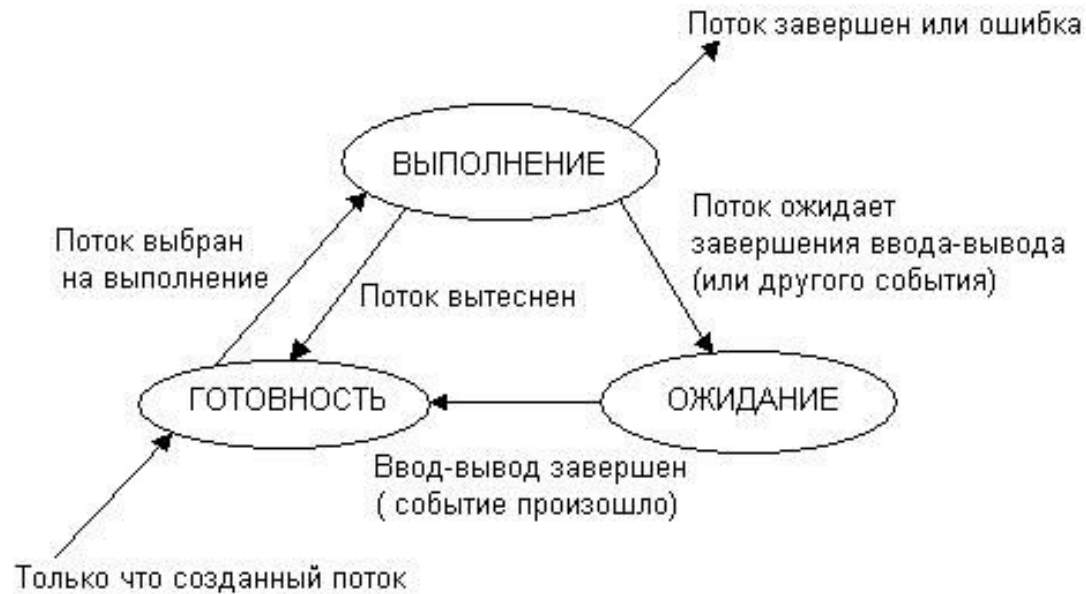 Поток завершен или ошибка
ВЫПОЛНЕНИЕ
Поток выбран
на выполнение
Поток вытеснен
Поток ожидает
завершения ввода-вывода
(или другого события)
ГОТОВНОСТЬ
ОЖИДАНИЕ
Ввод-вывод завершен
( событие произошло)
Только что созданный поток